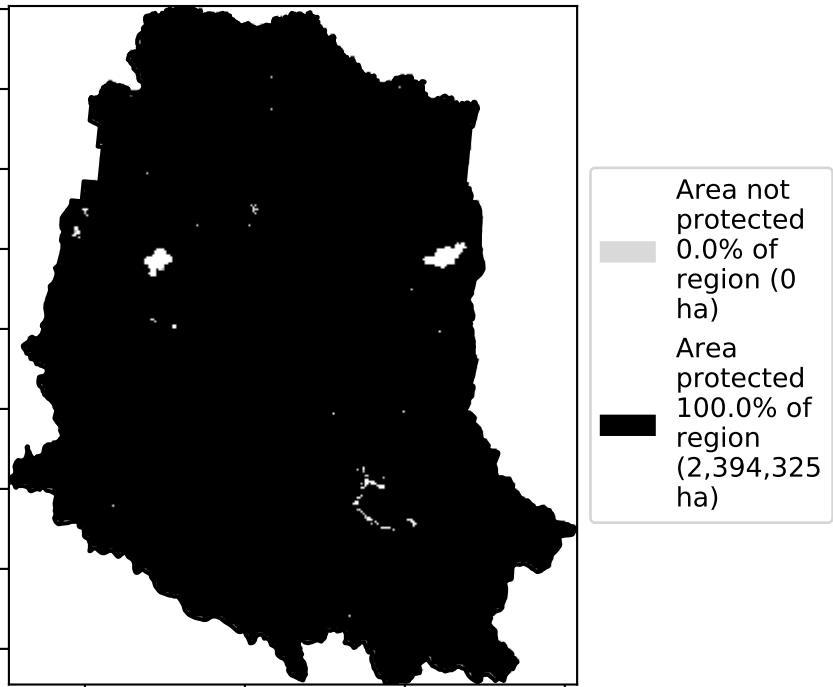 Area not
protected
0.0% of
region (0
ha)
Area
protected
100.0% of
region
(2,394,325
ha)